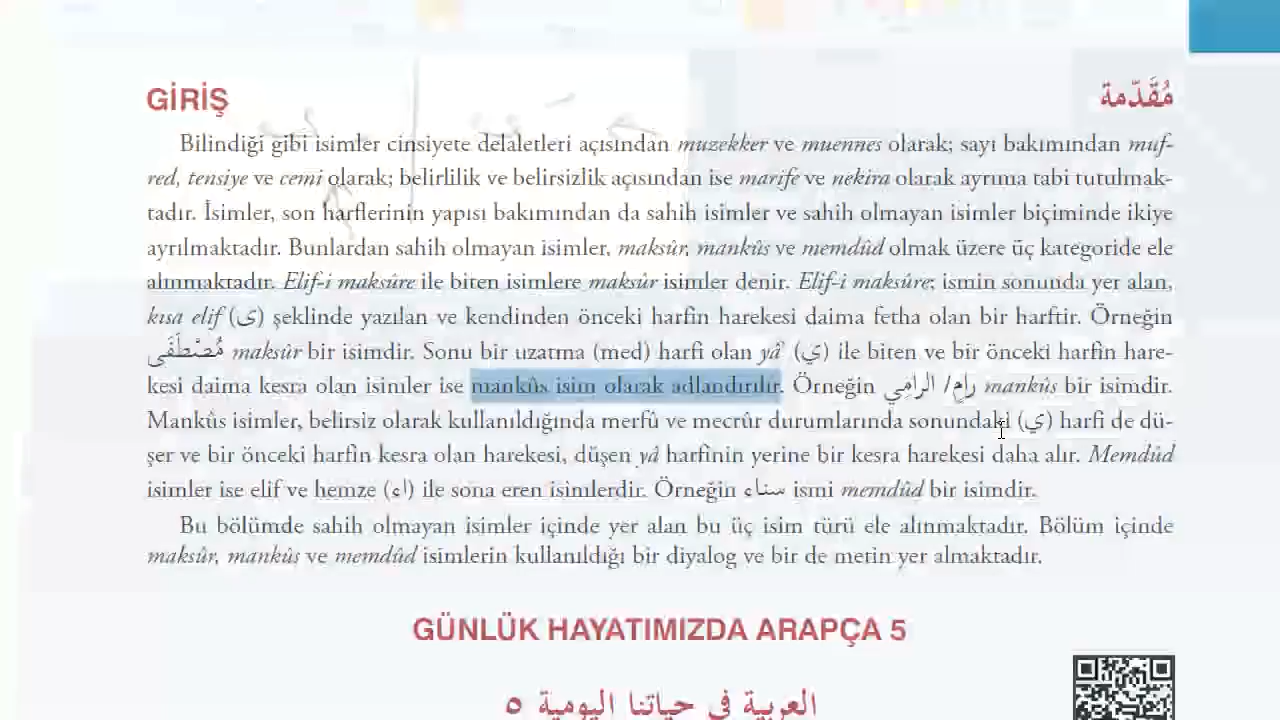 GİRİŞ
مُقَدّمة
Bilindiği gibi isimler cinsiyete delaletleri açısından muzekker ve muennes olarak; sayı bakımından muf-
red, tensiye ve cemi olarak; belirlilik ve belirsizlik açısından ise marife ve nekira olarak ayrıma tabi tutulmak-
tadır. İsimler, son harflerinin yapısı bakımından da sahih isimler ve sahih olmayan isimler biçiminde ikiye
ayrılmaktadır. Bunlardan sahih olmayan isimler, maksûr, mankûs ve memdûd olmak üzere üç kategoride ele
alınmaktadır. Elif-i maksûre ile biten isimlere maksûr isimler denir. Elif-i maksûre; ismin sonunda yer alan,
kısa elif (ى) şeklinde yazılan ve kendinden önceki harfin harekesi daima fetha olan bir harftir. Örneğin
مُصْطَفَى maksûr bir isimdir. Sonu bir uzatma (med) harfi olan yâ' (ي) ile biten ve bir önceki harfin hare-
kesi daima kesra olan isimler ise mankûs isim olarak adlandırılır. Örneğin رامٍ/ الرامِي mankûs bir isimdir.
Mankûs isimler, belirsiz olarak kullanıldığında merfû ve mecrûr durumlarında sonundaki (ي) harfi de dü-
şer ve bir önceki harfin kesra olan harekesi, düşen yâ harfinin yerine bir kesra harekesi daha alır. Memdûd
isimler ise elif ve hemze (اء) ile sona eren isimlerdir. Örneğin سناء ismi memdûd bir isimdir.
Bu bölümde sahih olmayan isimler içinde yer alan bu üç isim türü ele alınmaktadır. Bölüm içinde
maksûr, mankûs ve memdûd isimlerin kullanıldığı bir diyalog ve bir de metin yer almaktadır.
GÜNLÜK HAYATIMIZDA ARAPÇA 5
العربية في حياتنا اليومية ٥